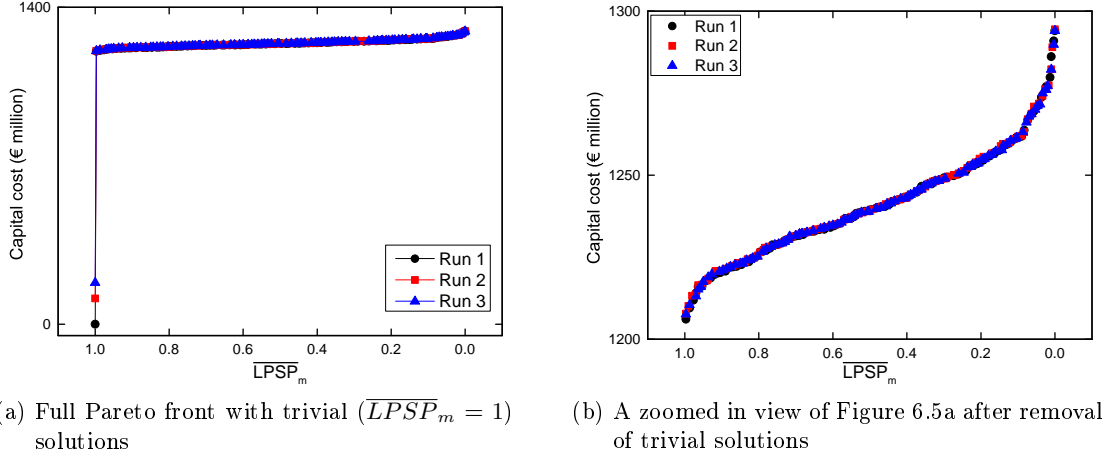 1400
0
Capital cost (€ million)
1.0 0.8 0.6 0.4 0.2 0.0
LPSPm
Run 1
Run 2
Run 3
(a) Full Pareto front with trivial (LPSPm = 1)
solutions
1300
1250
1200
Capital cost (€ million)
Run 1
Run 2
Run 3
1.0 0.8 0.6 0.4 0.2 0.0
LPSPm
(b) A zoomed in view of Figure 6.5a after removal
of trivial solutions